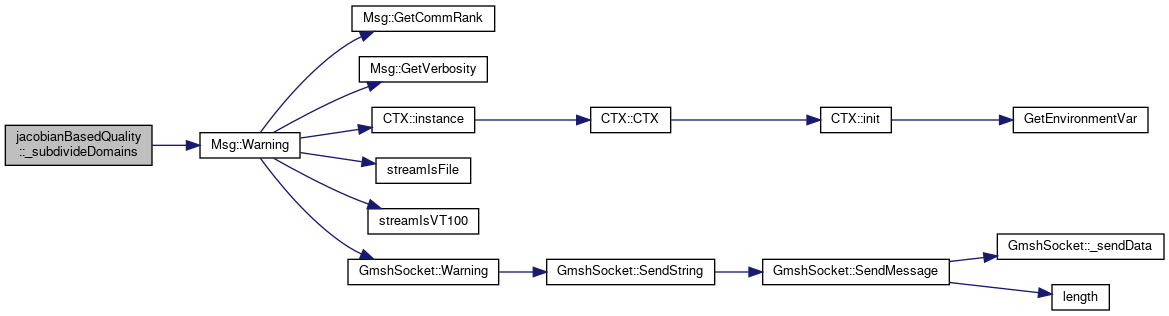 jacobianBasedQuality
::_subdivideDomains
Msg::Warning
Msg::GetCommRank
Msg::GetVerbosity
CTX::instance
CTX::CTX
CTX::init
GetEnvironmentVar
streamIsFile
streamIsVT100
GmshSocket::Warning
GmshSocket::SendString
GmshSocket::SendMessage
GmshSocket::_sendData
length